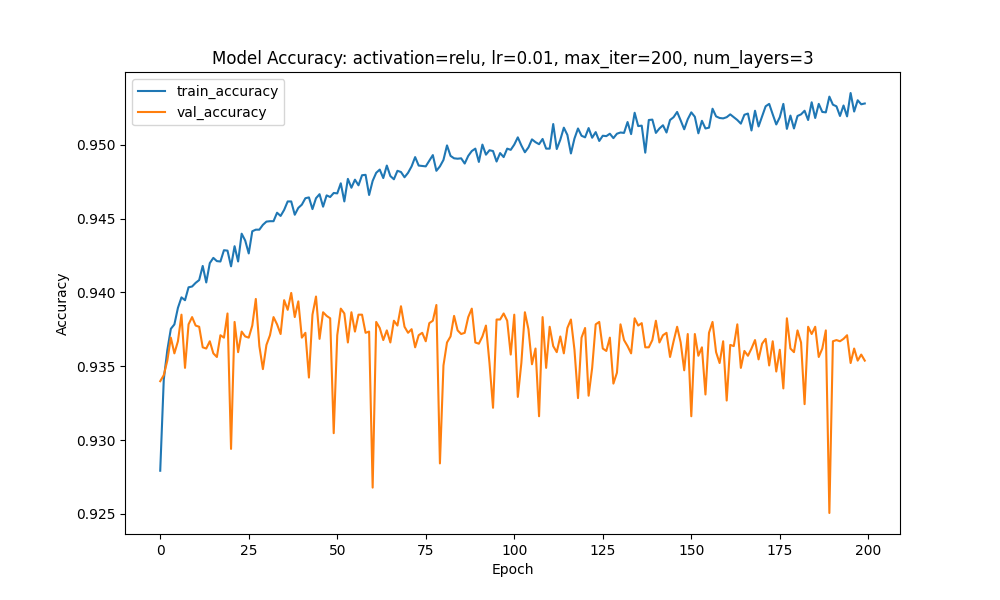 Model Accuracy: activation=relu, lr=0.01, max_iter=200, num_layers=3
train_accuracy
val_accuracy
Accuracy
0.950
0.945
0.940
0.935
0.930
0.925
0 25 50 75 100 125 150 175 200
Epoch